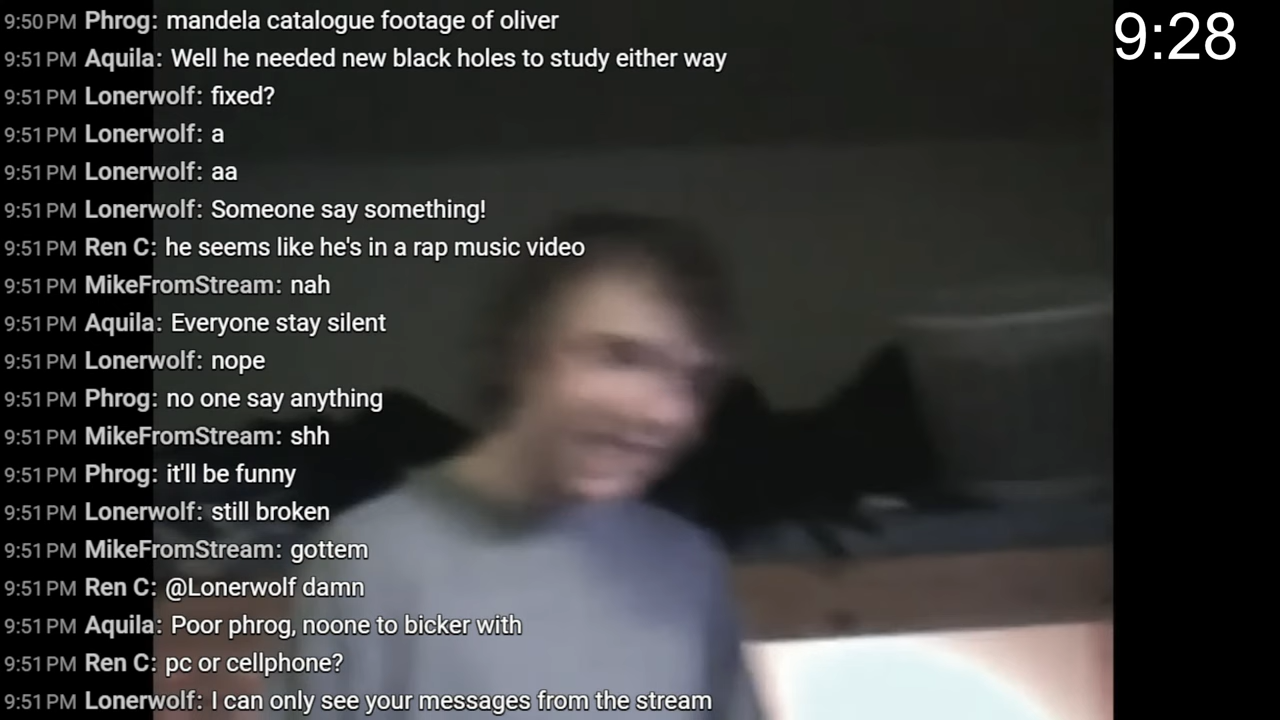 9:50 PM Phrog: mandela catalogue footage of oliver
9:28
9:51 PM Aquila: Well he needed new black holes to study either way
9:51 PM Lonerwolf: fixed?
9:51 PM Lonerwolf: a
9:51 PM Lonerwolf: aa
9:51 PM Lonerwolf: Someone say something!
9:51 PM Ren C: he seems like he's in a rap music video
9:51 PM MikeFromStream: nah
9:51 PM Aquila: Everyone stay silent
9:51 PM Lonerwolf: nope
9:51 PM Phrog: no one say anything
9:51 PM MikeFromStream: shh
9:51 PM Phrog: it'll be funny
9:51 PM Lonerwolf: still broken
9:51 PM MikeFromStream: gottem
9:51 PM Ren C: @Lonerwolf damn
9:51 PM Aquila: Poor phrog, noone to bicker with
9:51 PM Ren C: pc or cellphone?
9:51 PM Lonerwolf: I can only see your messages from the stream